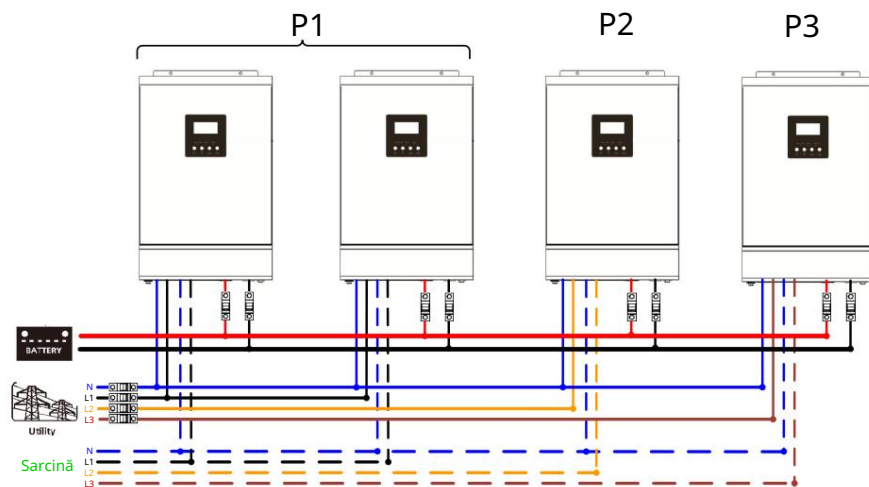 P1
P2
P3
BATTERY
N
L1
L2
L3
Utility
N
L1
L2
L3
Sarcină